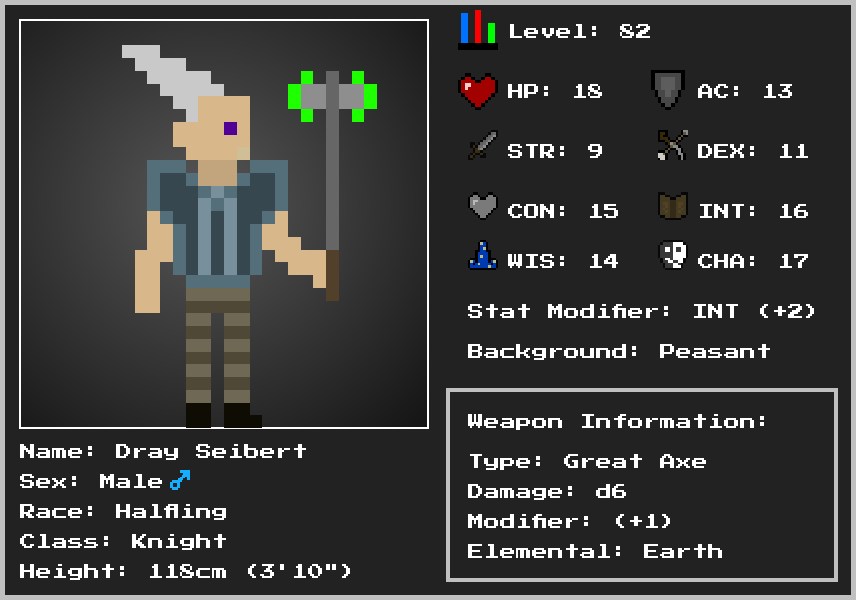 Level: 82
HP: 18
AC: 13
STR: 9
DEX: 11
CON: 15
INT: 16
WIS: 14
CHA: 17
Stat Modifier: INT (+2)
Background: Peasant
Weapon Information:
Type: Great Axe
Damage: d6
Modifier: (+1)
Elemental: Earth
Name: Dray Seibert
Sex: Male ♂
Race: Halfling
Class: Knight
Height: 118cm (3'10")